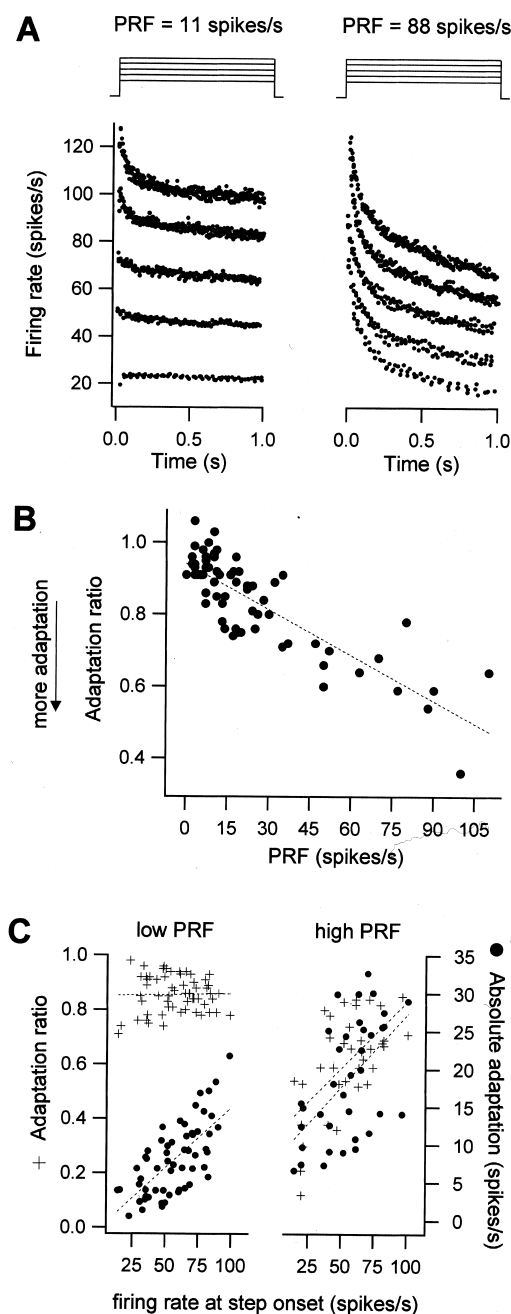 A
PRF = 11 spikes/s
PRF = 88 spikes/s
Firing rate (spikes/s)
120
100
80
60
40
20
0.0
0.5
1.0
Time (s)
0.0
0.5
1.0
Time (s)
B
more adaptation
Adaptation ratio
1.0
0.8
0.6
0.4
0
15
30
45
60
75
90
105
PRF (spikes/s)
C
low PRF
high PRF
+ Adaptation ratio
1.0
0.8
0.6
0.4
0.2
0.0
35
30
25
20
15
10
5
0
Absolute adaptation (spikes/s)
25
50
75
100
25
50
75
100
firing rate at step onset (spikes/s)